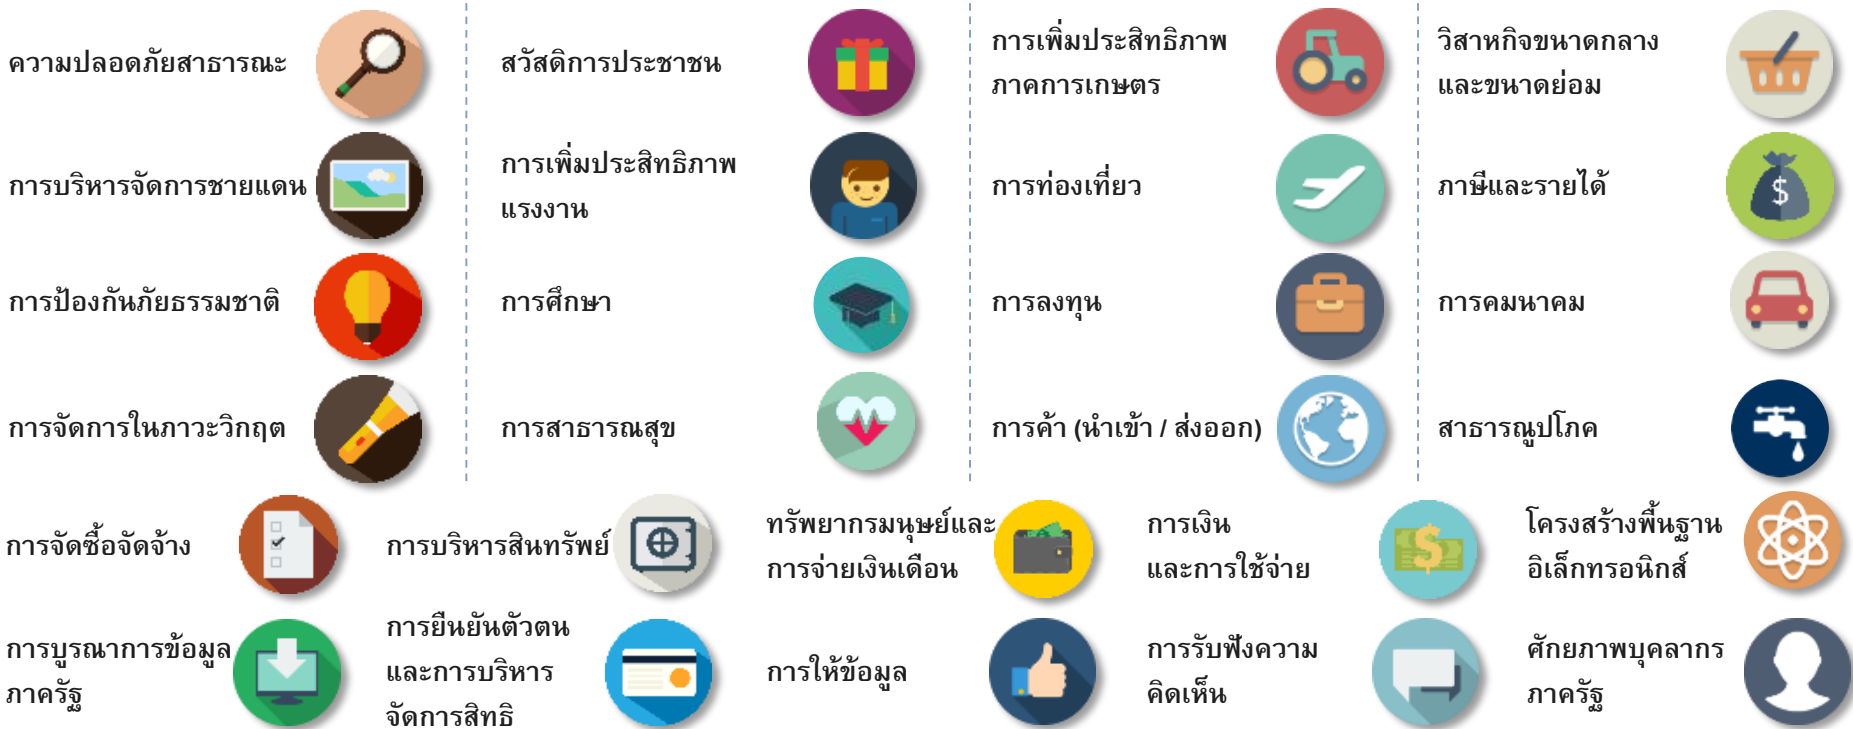 ความปลอดภัยสาธารณะ
สวัสดิการประชาชน
การเพิ่มประสิทธิภาพ
ภาคการเกษตร
วิสาหกิจขนาดกลาง
และขนาดย่อม
การบริหารจัดการชายแดน
การเพิ่มประสิทธิภาพ
แรงงาน
การท่องเที่ยว
ภาษีและรายได้
การป้องกันภัยธรรมชาติ
การศึกษา
การลงทุน
การคมนาคม
การจัดการในภาวะวิกฤต
การสาธารณสุข
การค้า (นำเข้า / ส่งออก)
สาธารณูปโภค
การจัดซื้อจัดจ้าง
การบริหารสินทรัพย์
ทรัพยากรมนุษย์และ
การจ่ายเงินเดือน
การเงิน
และการใช้จ่าย
โครงสร้างพื้นฐาน
อิเล็กทรอนิกส์
การบูรณาการข้อมูล
ภาครัฐ
การยืนยันตัวตน
และการบริหาร
จัดการสิทธิ
การให้ข้อมูล
การรับฟังความ
คิดเห็น
ศักยภาพบุคลากร
ภาครัฐ
$
$